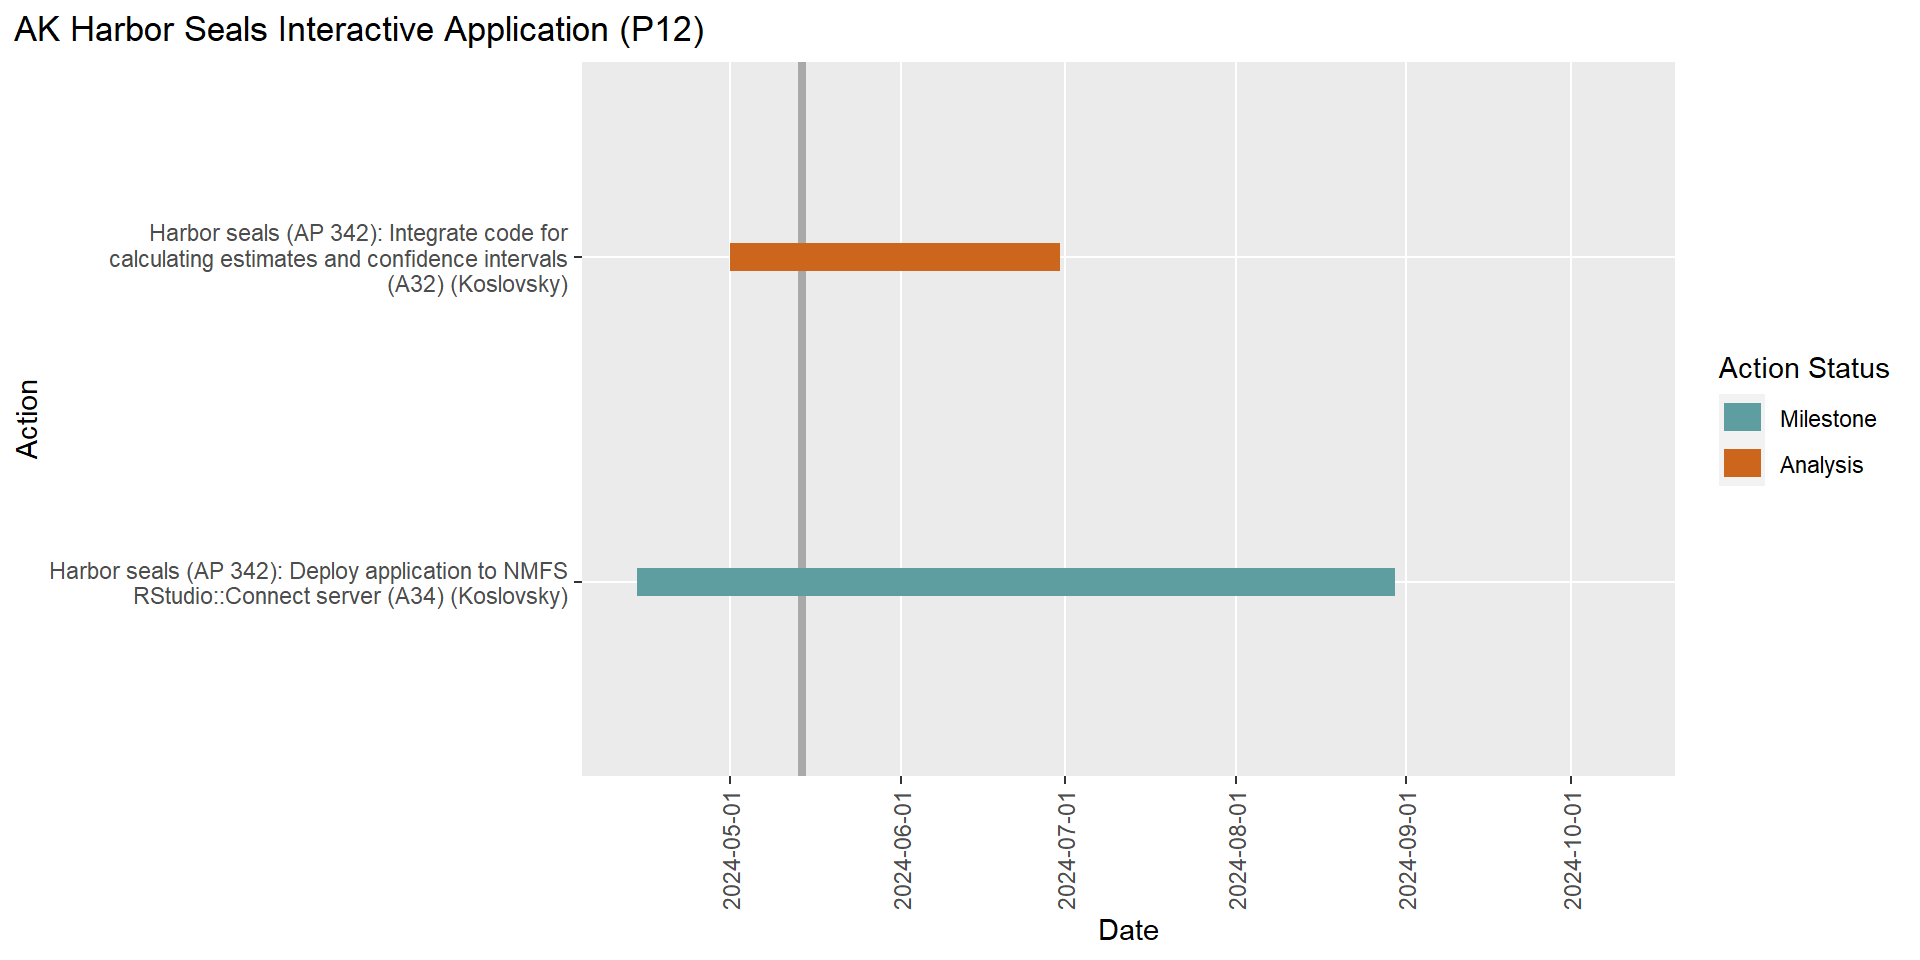 AK Harbor Seals Interactive Application (P12)
Action
Harbor seals (AP 342): Integrate code for
calculating estimates and confidence intervals
(A32) (Koslovsky)
Harbor seals (AP 342): Deploy application to NMFS
RStudio::Connect server (A34) (Koslovsky)
2024-05-01
2024-06-01
2024-07-01
2024-08-01
2024-09-01
2024-10-01
Date
Action Status
Milestone
Analysis